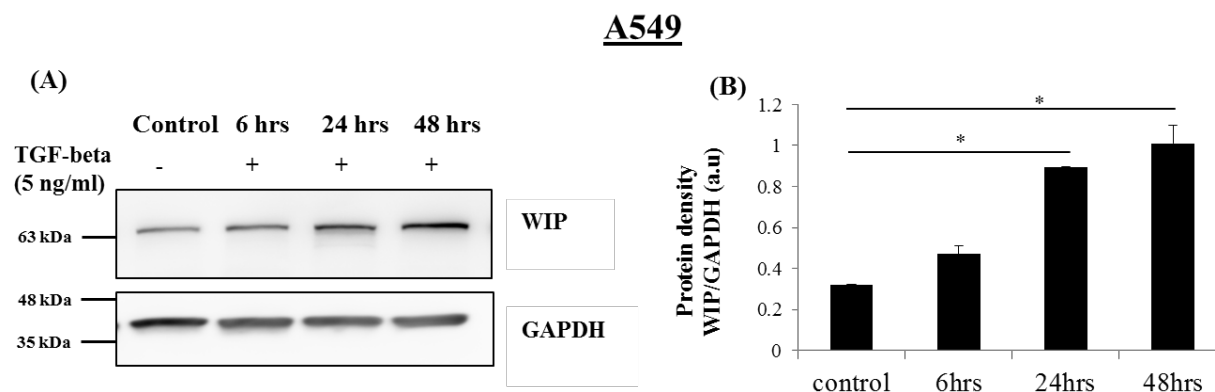 A549
(A)
Control 6 hrs 24 hrs 48 hrs
TGF-beta
(5 ng/ml)
- + + +
63 kDa
WIP
48 kDa
35 kDa
GAPDH
(B)
Protein density
WIP/GAPDH (a.u)
1.2
1
0.8
0.6
0.4
0.2
0
*
*
control 6hrs 24hrs 48hrs